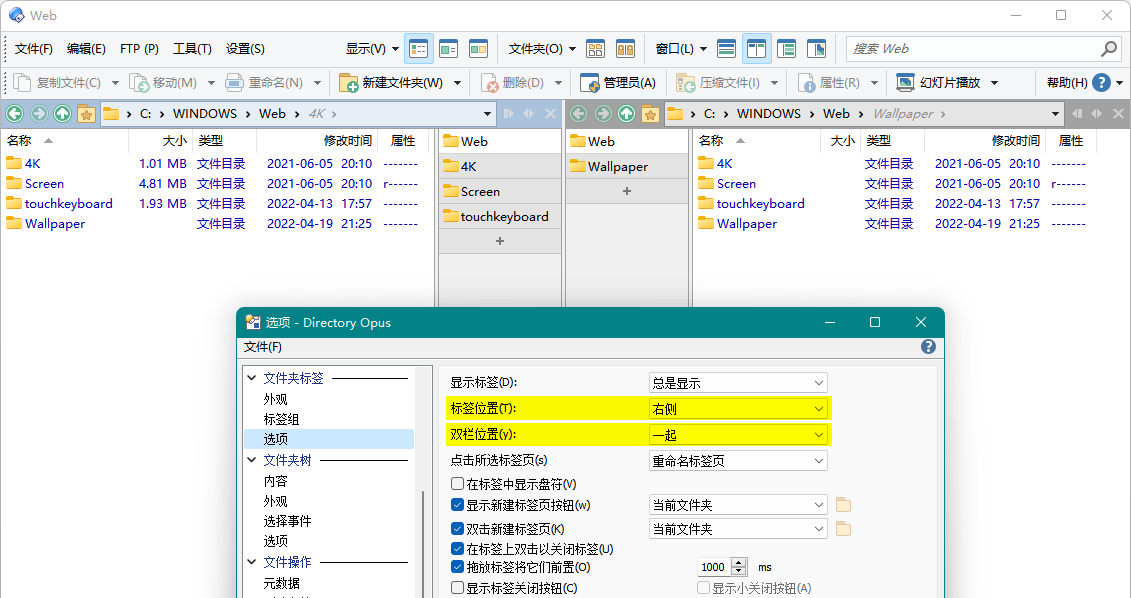 Web
文件(F) 编辑(E) FTP (P) 工具(T) 设置(S) 显示(V) 文件夹(O) 窗口(L) 搜索 Web
复制文件(C) 移动(M) 重命名(N) 新建文件夹(W) 删除(D) 管理员(A) 压缩文件(I) 属性(R) 幻灯片播放 帮助(H)
C: WINDOWS Web 4K C: WINDOWS Web Wallpaper
名称 大小 类型 修改时间 属性 Web Web 名称 大小 类型 修改时间 属性
4K 1.01 MB 文件目录 2021-06-05 20:10 ------- 4K Wallpaper 4K 文件目录 2021-06-05 20:10 -------
Screen 4.81 MB 文件目录 2021-06-05 20:10 r------ Screen + Screen 文件目录 2021-06-05 20:10 r------
touchkeyboard 1.93 MB 文件目录 2022-04-13 17:57 ------- touchkeyboard touchkeyboard 文件目录 2022-04-13 17:57 -------
Wallpaper 文件目录 2022-04-19 21:25 ------- + Wallpaper 文件目录 2022-04-19 21:25 -------
选项 - Directory Opus
文件(F)
文件夹标签
外观
标签组
选项
文件夹树
内容
外观
选择事件
选项
文件操作
元数据
显示标签(D): 总是显示
标签位置(T): 右侧
双栏位置(y): 一起
点击所选标签页(s) 重命名标签页
在标签中显示盘符(V)
显示新建标签页按钮(w) 当前文件夹
双击新建标签页(K) 当前文件夹
在标签上双击以关闭标签(U)
拖放标签将它们前置(O) 1000 ms
显示标签关闭按钮(C) 显示小关闭按钮(A)